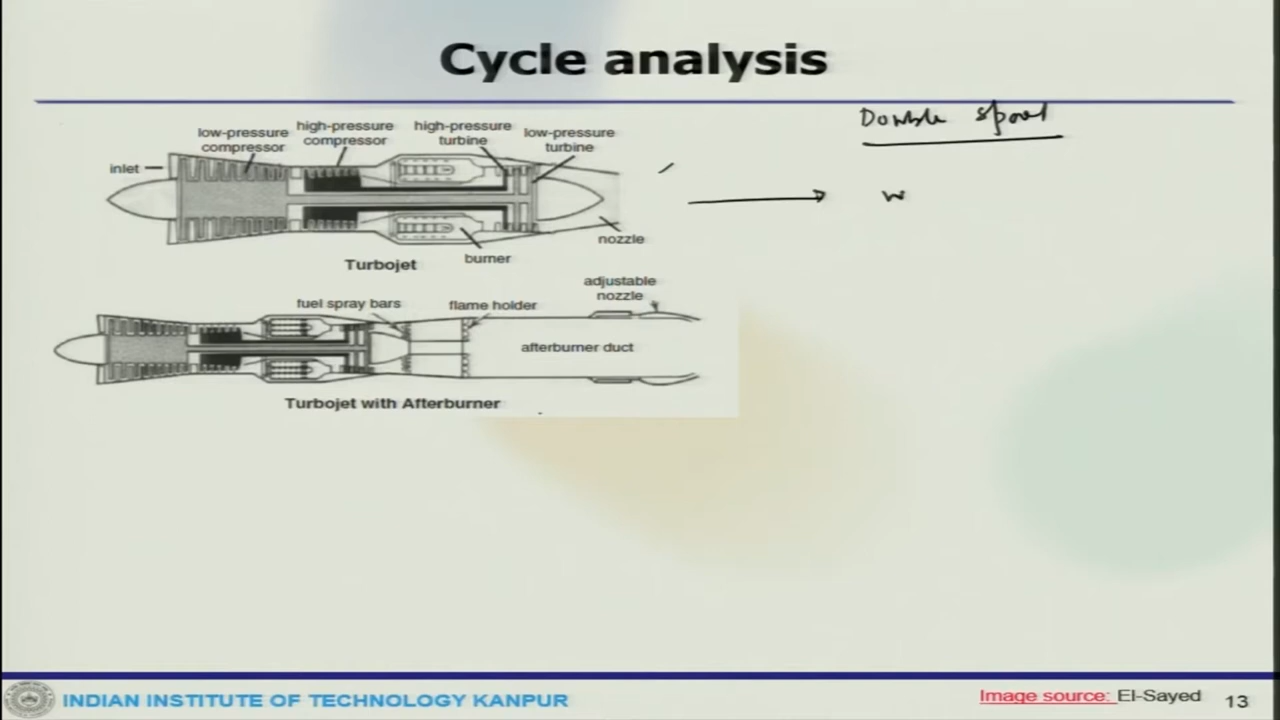 Cycle analysis
Double spool
low-pressure compressor
high-pressure compressor
high-pressure turbine
low-pressure turbine
inlet
w
nozzle
burner
Turbojet
adjustable nozzle
fuel spray bars
flame holder
afterburner duct
Turbojet with Afterburner
INDIAN INSTITUTE OF TECHNOLOGY KANPUR
Image source: El-Sayed
13